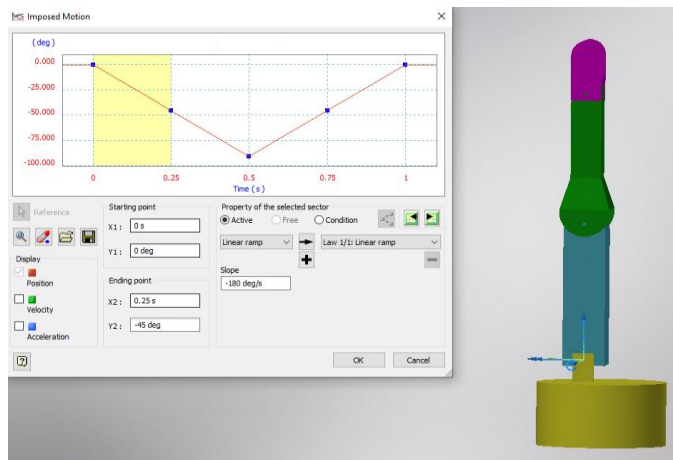 Imposed Motion
(deg)
0.000
-25.000
-50.000
-75.000
-100.000
0 0.25 0.5 0.75 1
Time ( s )
Reference
Display
Position
Velocity
Acceleration
Starting point
X1 : 0 s
Y1 : 0 deg
Ending point
X2 : 0.25 s
Y2 : -45 deg
Property of the selected sector
Active Free Condition
Linear ramp Law 1/1: Linear ramp
Slope
-180 deg/s
OK Cancel